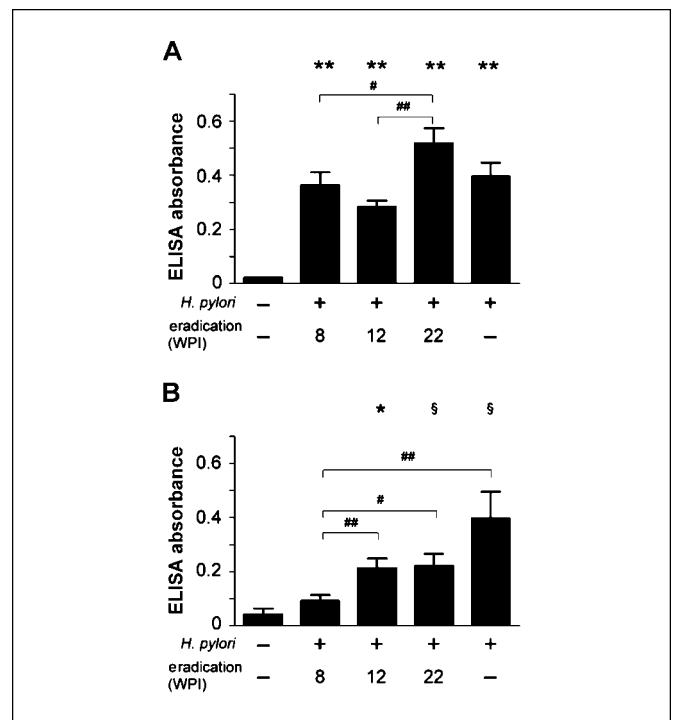 A
** ** ** **
#
##
ELISA absorbance
0.6
0.4
0.2
0
H. pylori – + + + +
eradication
(WPI) – 8 12 22 –
B
* § §
##
#
##
ELISA absorbance
0.6
0.4
0.2
0
H. pylori – + + + +
eradication
(WPI) – 8 12 22 –